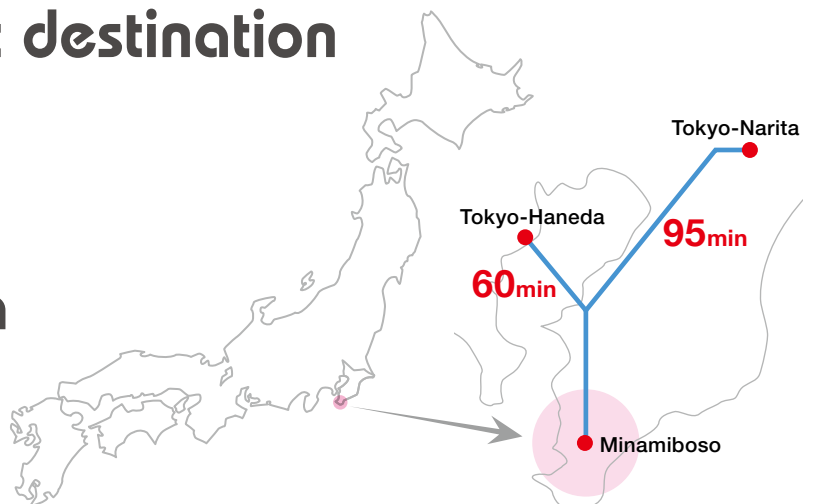 destination
Tokyo-Narita
Tokyo-Haneda
95min
60min
Minamiboso